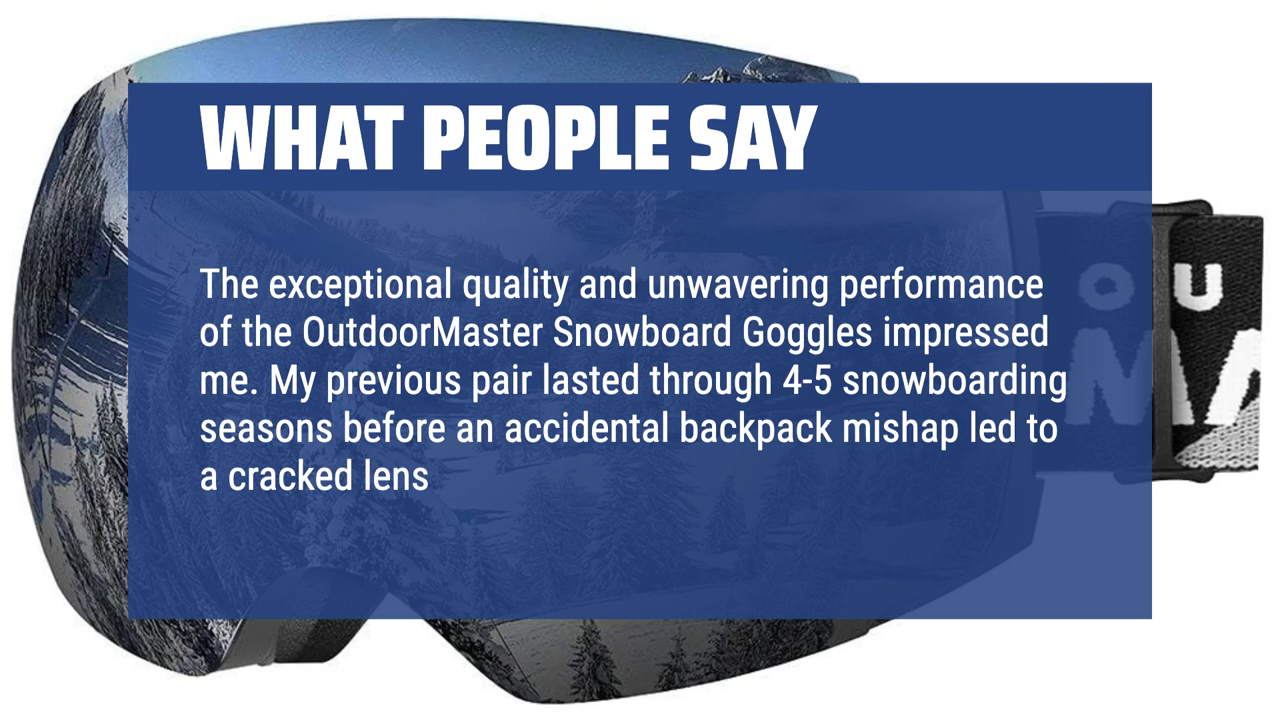 WHAT PEOPLE SAY
The exceptional quality and unwavering performance
of the OutdoorMaster Snowboard Goggles impressed
me. My previous pair lasted through 4-5 snowboarding
seasons before an accidental backpack mishap led to
a cracked lens
O U
MA